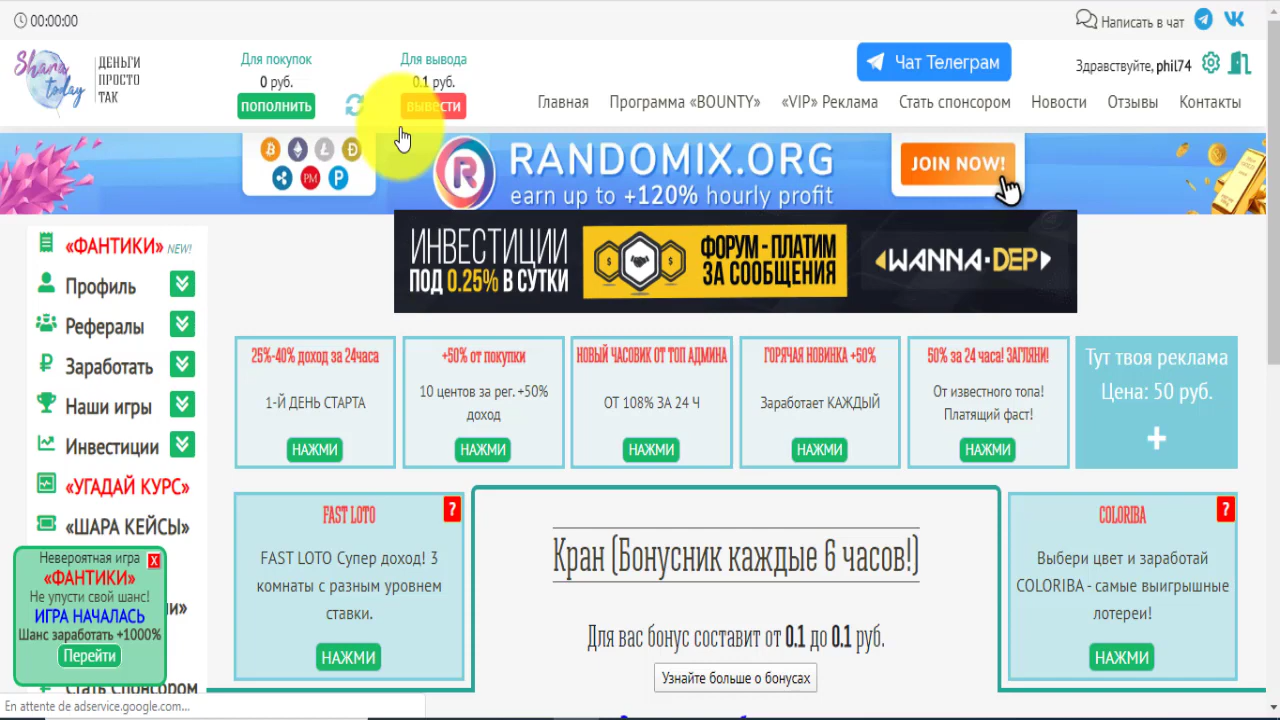 00:00:00
Написать в чат
Shara today
ДЕНЬГИ
ПРОСТО
ТАК
Для покупок
0 руб.
ПОПОЛНИТЬ
Для вывода
0.1 руб.
ВЫВЕСТИ
Чат Телеграм
Здравствуйте, phil74
Главная
Программа «BOUNTY»
«VIP» Реклама
Стать спонсором
Новости
Отзывы
Контакты
RANDOMIX.ORG
earn up to +120% hourly profit
JOIN NOW!
ИНВЕСТИЦИИ
ПОД 0.25% В СУТКИ
ФОРУМ - ПЛАТИМ
ЗА СООБЩЕНИЯ
WANNA-DEP
«ФАНТИКИ» NEW!
Профиль
Рефералы
Заработать
Наши игры
Инвестиции
«УГАДАЙ КУРС»
«ШАРА КЕЙСЫ»
Невероятная игра X
«ФАНТИКИ»
Не упусти свой шанс!
ИГРА НАЧАЛАСЬ
Шанс заработать +1000%
Перейти
Стать Спонсором
25%-40% доход за 24часа
1-Й ДЕНЬ СТАРТА
НАЖМИ
+50% от покупки
10 центов за рег. +50%
доход
НАЖМИ
НОВЫЙ ЧАСОВИК ОТ ТОП АДМИНА
ОТ 108% ЗА 24 Ч
НАЖМИ
ГОРЯЧАЯ НОВИНКА +50%
Заработает КАЖДЫЙ
НАЖМИ
50% за 24 часа! ЗАГЛЯНИ!
От известного топа!
Платящий фаст!
НАЖМИ
Тут твоя реклама
Цена: 50 руб.
+
FAST LOTO
?
FAST LOTO Супер доход! 3
комнаты с разным уровнем
ставки.
НАЖМИ
Кран (Бонусник каждые 6 часов!)
Для вас бонус составит от 0.1 до 0.1 руб.
Узнайте больше о бонусах
COLORIBA
?
Выбери цвет и заработай
COLORIBA - самые выигрышные
лотереи!
НАЖМИ
En attente de adservice.google.com...